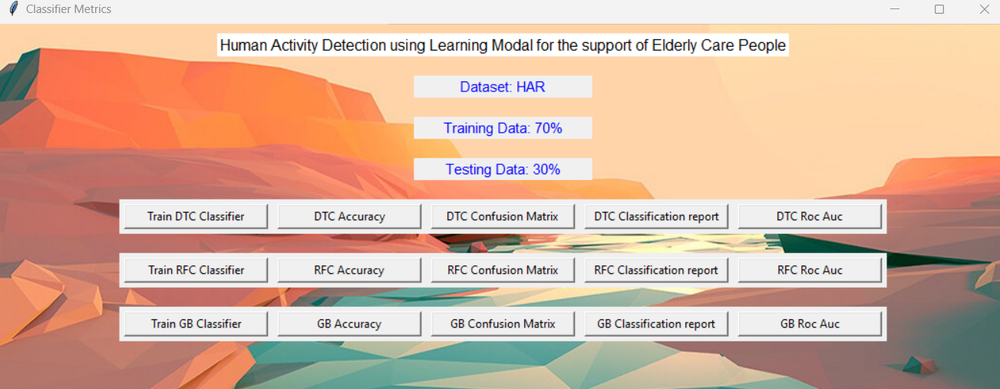 Classifier Metrics
Human Activity Detection using Learning Modal for the support of Elderly Care People
Dataset: HAR
Training Data: 70%
Testing Data: 30%
Train DTC Classifier DTC Accuracy DTC Confusion Matrix DTC Classification report DTC Roc Auc
Train RFC Classifier RFC Accuracy RFC Confusion Matrix RFC Classification report RFC Roc Auc
Train GB Classifier GB Accuracy GB Confusion Matrix GB Classification report GB Roc Auc